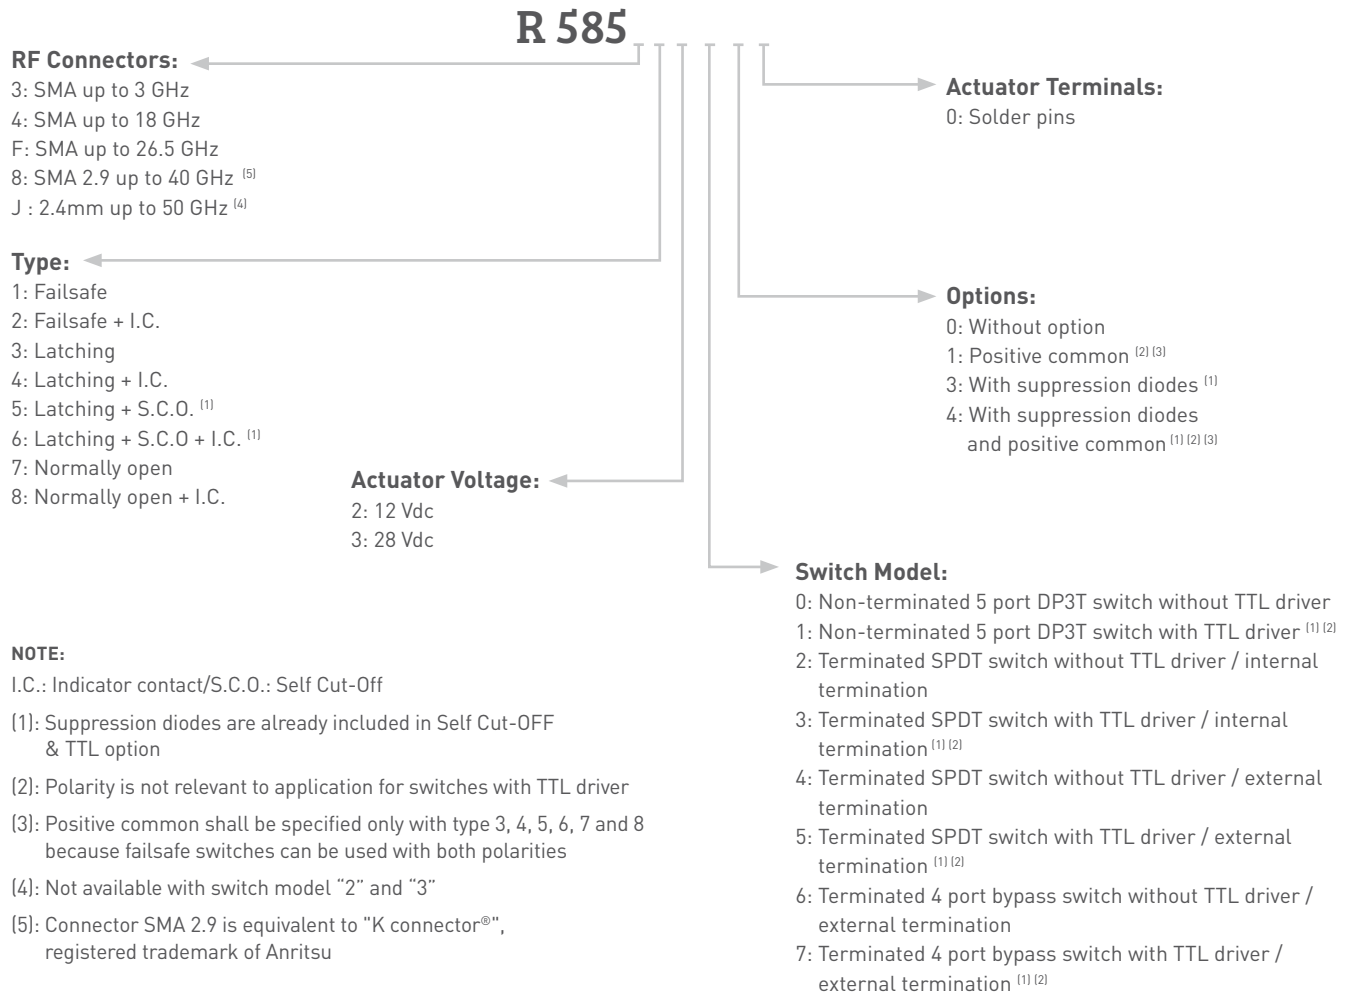 R 585
RF Connectors:
3: SMA up to 3 GHz
4: SMA up to 18 GHz
F: SMA up to 26.5 GHz
8: SMA 2.9 up to 40 GHz (5)
J : 2.4mm up to 50 GHz (4)
Type:
1: Failsafe
2: Failsafe + I.C.
3: Latching
4: Latching + I.C.
5: Latching + S.C.O. (1)
6: Latching + S.C.O + I.C. (1)
7: Normally open
8: Normally open + I.C.
Actuator Voltage:
2: 12 Vdc
3: 28 Vdc
Actuator Terminals:
0: Solder pins
Options:
0: Without option
1: Positive common (2) (3)
3: With suppression diodes (1)
4: With suppression diodes
and positive common (1) (2) (3)
Switch Model:
0: Non-terminated 5 port DP3T switch without TTL driver
1: Non-terminated 5 port DP3T switch with TTL driver (1) (2)
2: Terminated SPDT switch without TTL driver / internal
termination
3: Terminated SPDT switch with TTL driver / internal
termination (1) (2)
4: Terminated SPDT switch without TTL driver / external
termination
5: Terminated SPDT switch with TTL driver / external
termination (1) (2)
6: Terminated 4 port bypass switch without TTL driver /
external termination
7: Terminated 4 port bypass switch with TTL driver /
external termination (1) (2)
NOTE:
I.C.: Indicator contact/S.C.O.: Self Cut-Off
(1): Suppression diodes are already included in Self Cut-OFF
& TTL option
(2): Polarity is not relevant to application for switches with TTL driver
(3): Positive common shall be specified only with type 3, 4, 5, 6, 7 and 8
because failsafe switches can be used with both polarities
(4): Not available with switch model “2” and “3”
(5): Connector SMA 2.9 is equivalent to "K connector®",
registered trademark of Anritsu